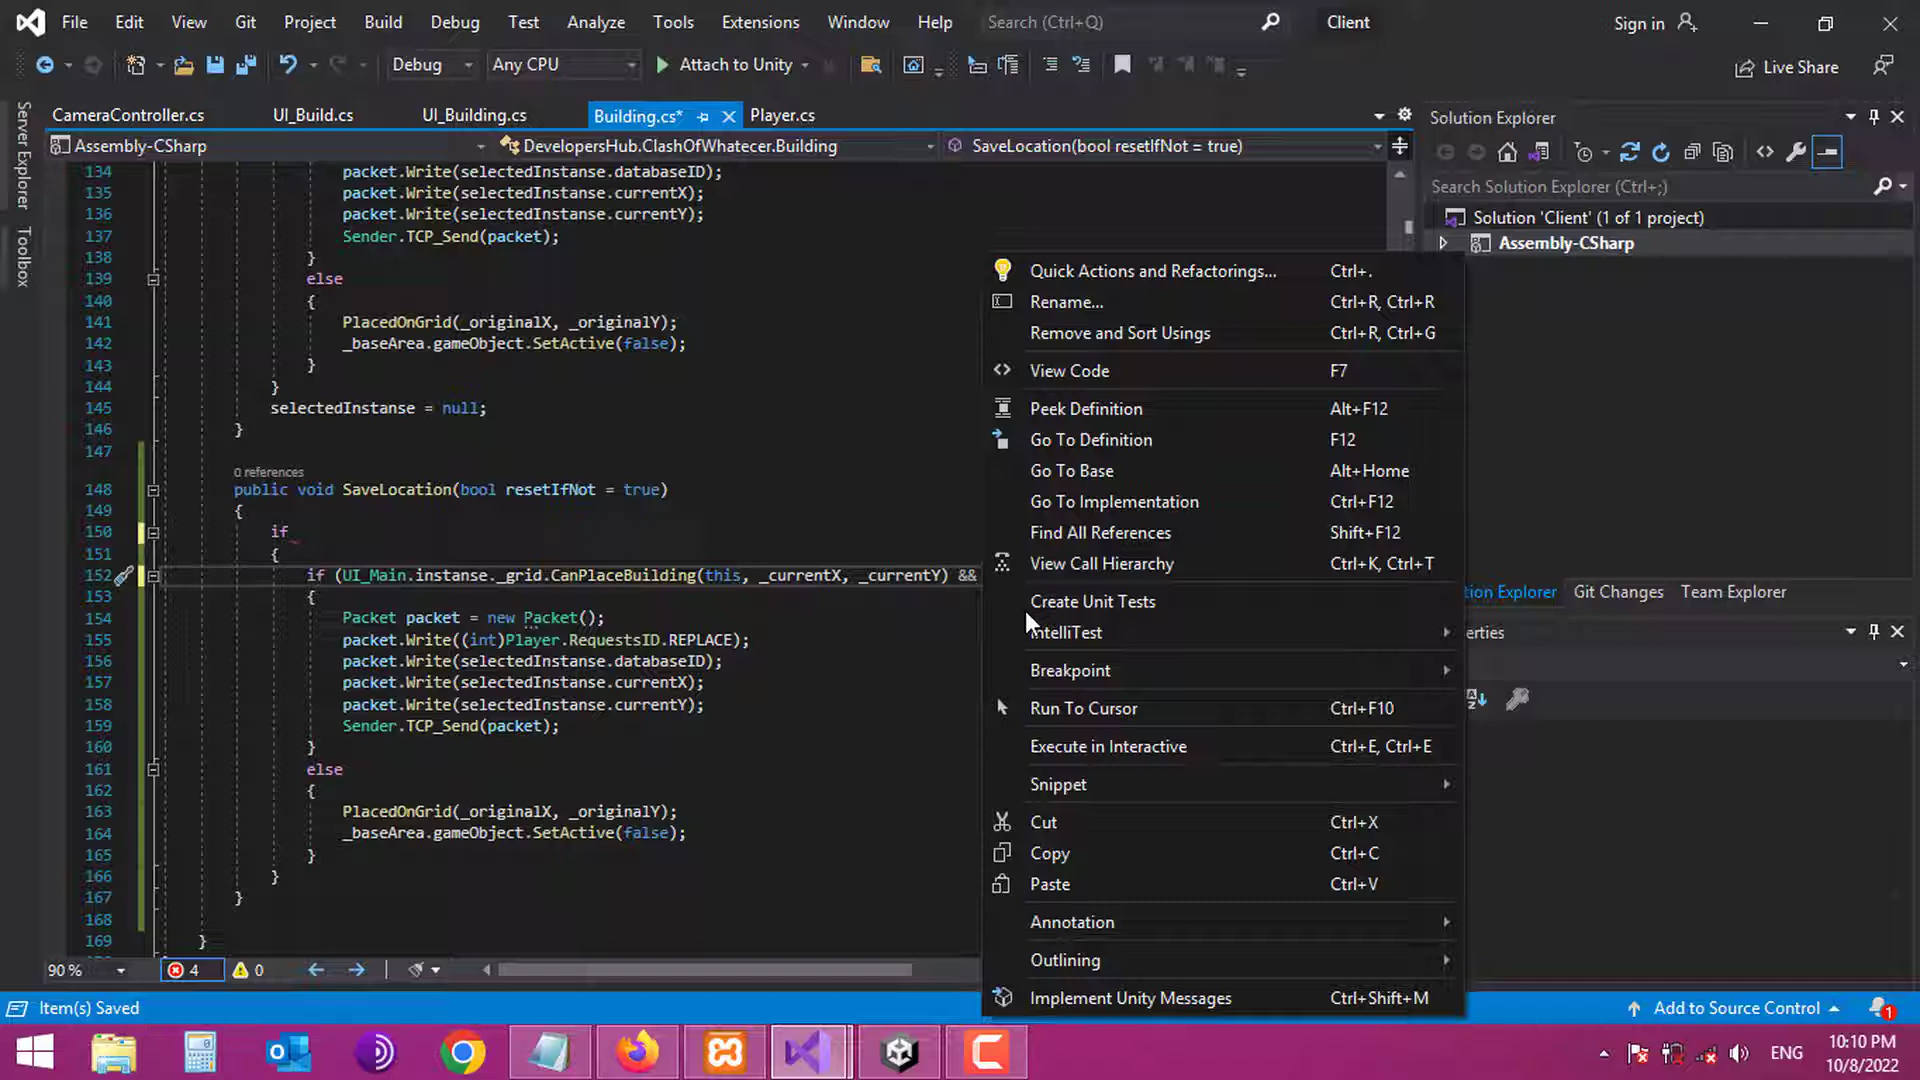 File Edit View Git Project Build Debug Test Analyze Tools Extensions Window Help Search (Ctrl+Q) Client Sign in
Debug Any CPU Attach to Unity Live Share
CameraController.cs UI_Build.cs UI_Building.cs Building.cs* Player.cs Solution Explorer
Assembly-CSharp DevelopersHub.ClashOfWhatecer.Building SaveLocation(bool resetIfNot = true)
Search Solution Explorer (Ctrl+;)
Solution 'Client' (1 of 1 project)
Assembly-CSharp
Server Explorer
Toolbox
134 packet.Write(selectedInstanse.databaseID);
135 packet.Write(selectedInstanse.currentX);
136 packet.Write(selectedInstanse.currentY);
137 Sender.TCP_Send(packet);
138 }
139 else
140 {
141 PlacedOnGrid(_originalX, _originalY);
142 _baseArea.gameObject.SetActive(false);
143 }
144 }
145 selectedInstanse = null;
146 }
147
0 references
148 public void SaveLocation(bool resetIfNot = true)
149 {
150 if
151 {
152 if (UI_Main.instanse._grid.CanPlaceBuilding(this, _currentX, _currentY) &&
153 {
154 Packet packet = new Packet();
155 packet.Write((int)Player.RequestsID.REPLACE);
156 packet.Write(selectedInstanse.databaseID);
157 packet.Write(selectedInstanse.currentX);
158 packet.Write(selectedInstanse.currentY);
159 Sender.TCP_Send(packet);
160 }
161 else
162 {
163 PlacedOnGrid(_originalX, _originalY);
164 _baseArea.gameObject.SetActive(false);
165 }
166 }
167 }
168
169 }
Quick Actions and Refactorings... Ctrl+.
Rename... Ctrl+R, Ctrl+R
Remove and Sort Usings Ctrl+R, Ctrl+G
View Code F7
Peek Definition Alt+F12
Go To Definition F12
Go To Base Alt+Home
Go To Implementation Ctrl+F12
Find All References Shift+F12
View Call Hierarchy Ctrl+K, Ctrl+T
Create Unit Tests
IntelliTest
Breakpoint
Run To Cursor Ctrl+F10
Execute in Interactive Ctrl+E, Ctrl+E
Snippet
Cut Ctrl+X
Copy Ctrl+C
Paste Ctrl+V
Annotation
Outlining
Implement Unity Messages Ctrl+Shift+M
tion Explorer Git Changes Team Explorer
erties
90 % 4 0
Item(s) Saved Add to Source Control 1
ENG 10:10 PM
10/8/2022